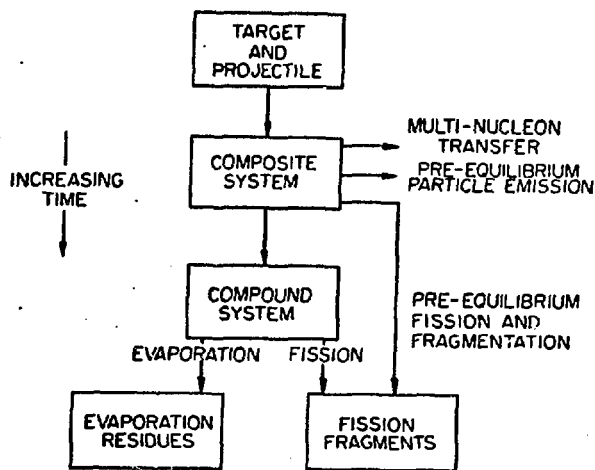 TARGET
AND
PROJECTILE
MULTI-NUCLEON
TRANSFER
COMPOSITE
SYSTEM
PRE-EQUILIBRIUM
PARTICLE EMISSION
INCREASING
TIME
COMPOUND
SYSTEM
PRE-EQUILIBRIUM
FISSION AND
FRAGMENTATION
EVAPORATION
FISSION
EVAPORATION
RESIDUES
FISSION
FRAGMENTS